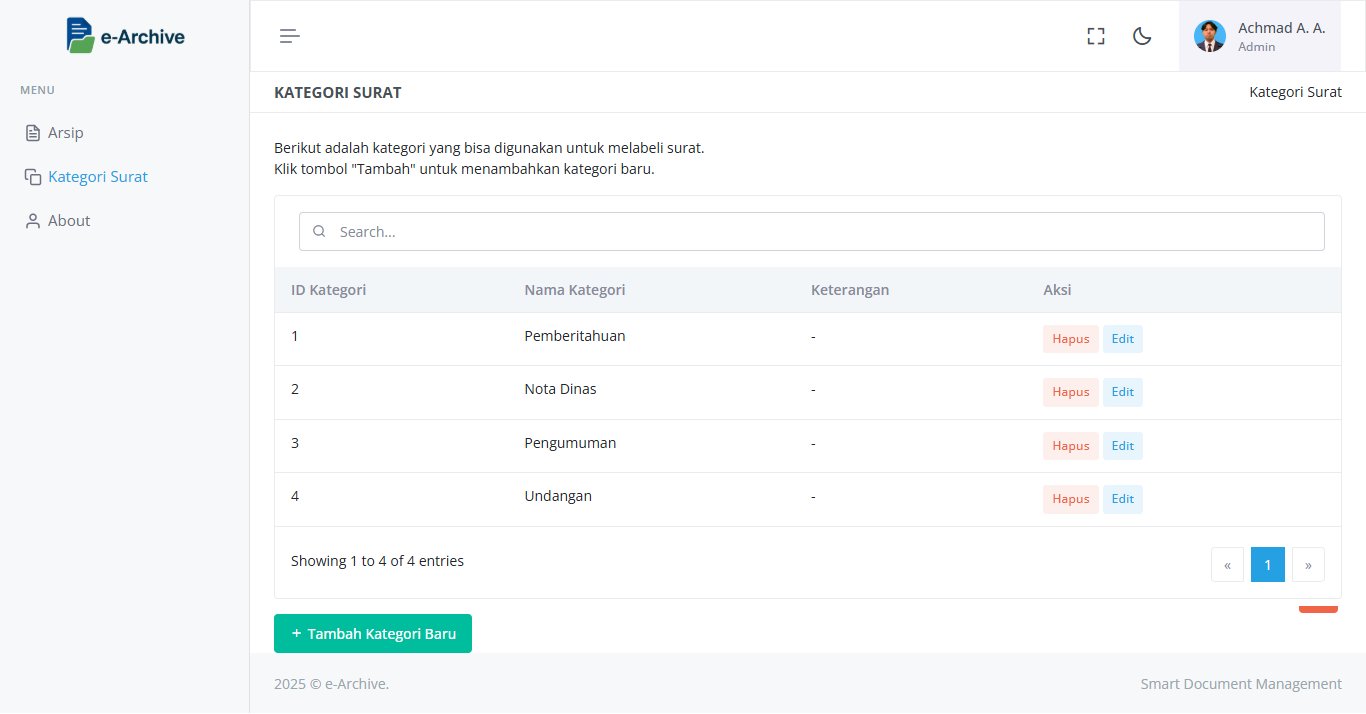 e-Archive
Achmad A. A.
Admin
MENU
Arsip
Kategori Surat
About
KATEGORI SURAT
Kategori Surat
Berikut adalah kategori yang bisa digunakan untuk melabeli surat.
Klik tombol "Tambah" untuk menambahkan kategori baru.
Search...
ID Kategori Nama Kategori Keterangan Aksi
1 Pemberitahuan - Hapus Edit
2 Nota Dinas - Hapus Edit
3 Pengumuman - Hapus Edit
4 Undangan - Hapus Edit
Showing 1 to 4 of 4 entries
« 1 »
+ Tambah Kategori Baru
2025 © e-Archive.
Smart Document Management